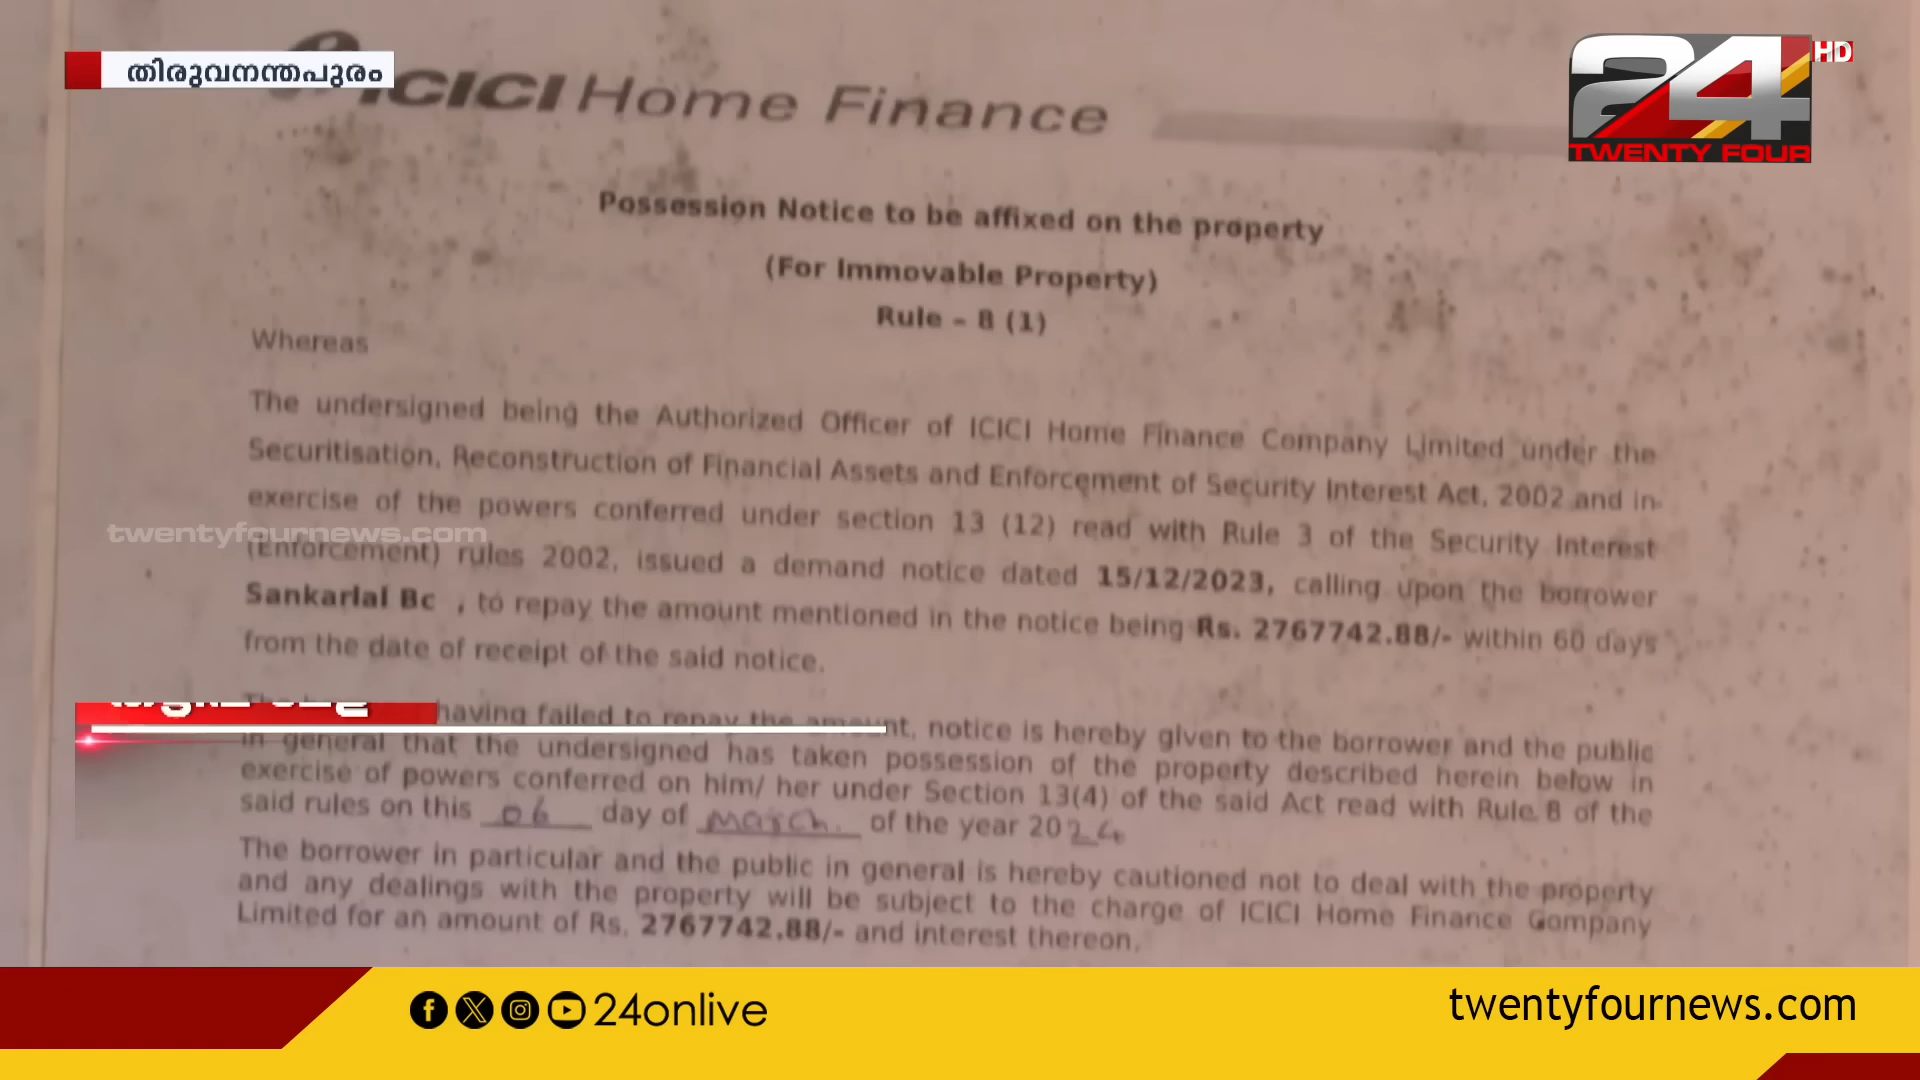 തിരുവനന്തപുരം
24 HD
TWENTY FOUR
ICICI Home Finance
Possession Notice to be affixed on the property
(For Immovable Property)
Rule - 8 (1)
Whereas
The undersigned being the Authorized Officer of ICICI Home Finance Company Limited under the
Securitisation, Reconstruction of Financial Assets and Enforcement of Security Interest Act, 2002 and in
exercise of the powers conferred under section 13 (12) read with Rule 3 of the Security Interest
twentyfournews.com
(Enforcement) rules 2002, issued a demand notice dated 15/12/2023, calling upon the borrower
Sankarlal Bc , to repay the amount mentioned in the notice being Rs. 2767742.88/- within 60 days
from the date of receipt of the said notice.
having failed to repay the amount, notice is hereby given to the borrower and the public
in general that the undersigned has taken possession of the property described herein below in
exercise of powers conferred on him/ her under Section 13(4) of the said Act read with Rule 8 of the
said rules on this 06 day of March. of the year 2024
The borrower in particular and the public in general is hereby cautioned not to deal with the property
and any dealings with the property will be subject to the charge of ICICI Home Finance Company
Limited for an amount of Rs. 2767742.88/- and interest thereon.
24onlive
twentyfournews.com